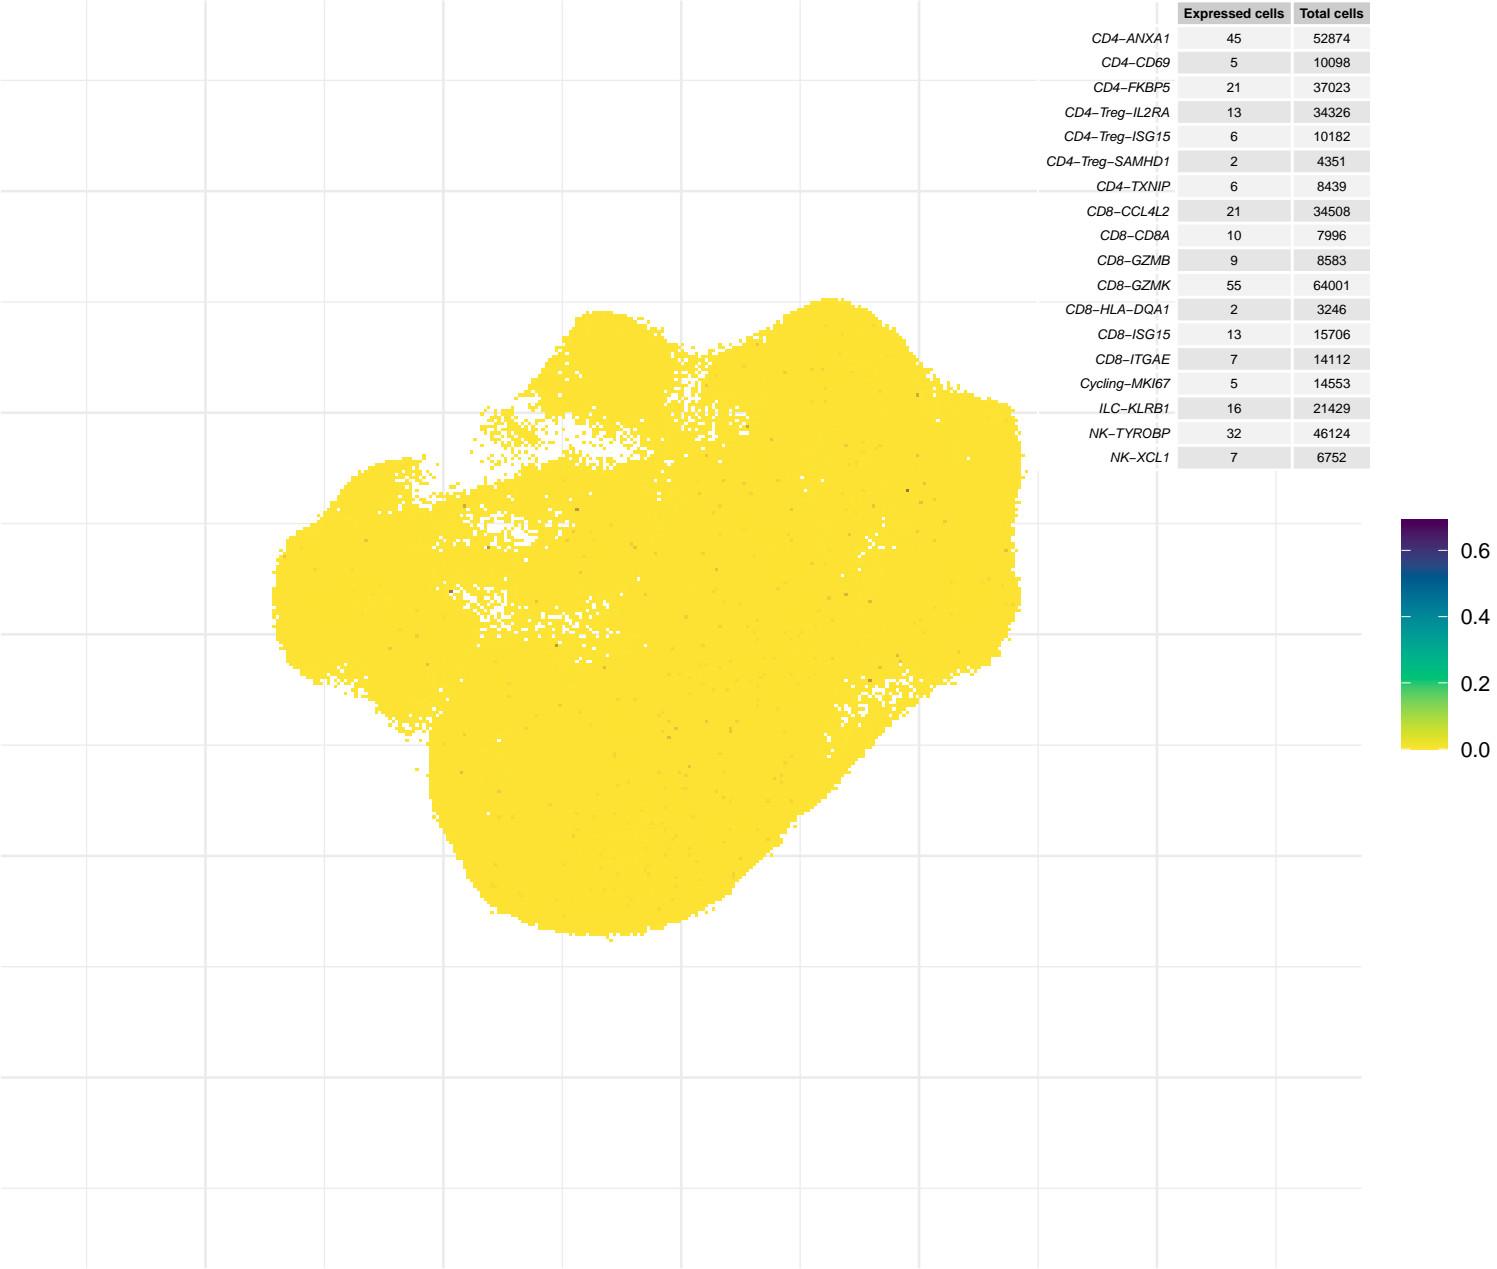 Expressed cells Total cells
CD4−ANXA1 45 52874
CD4−CD69 5 10098
CD4−FKBP5 21 37023
CD4−Treg−IL2RA 13 34326
CD4−Treg−ISG15 6 10182
CD4−Treg−SAMHD1 2 4351
CD4−TXNIP 6 8439
CD8−CCL4L2 21 34508
CD8−CD8A 10 7996
CD8−GZMB 9 8583
CD8−GZMK 55 64001
CD8−HLA−DQA1 2 3246
CD8−ISG15 13 15706
CD8−ITGAE 7 14112
Cycling−MKI67 5 14553
ILC−KLRB1 16 21429
NK−TYROBP 32 46124
NK−XCL1 7 6752
0.6
0.4
0.2
0.0